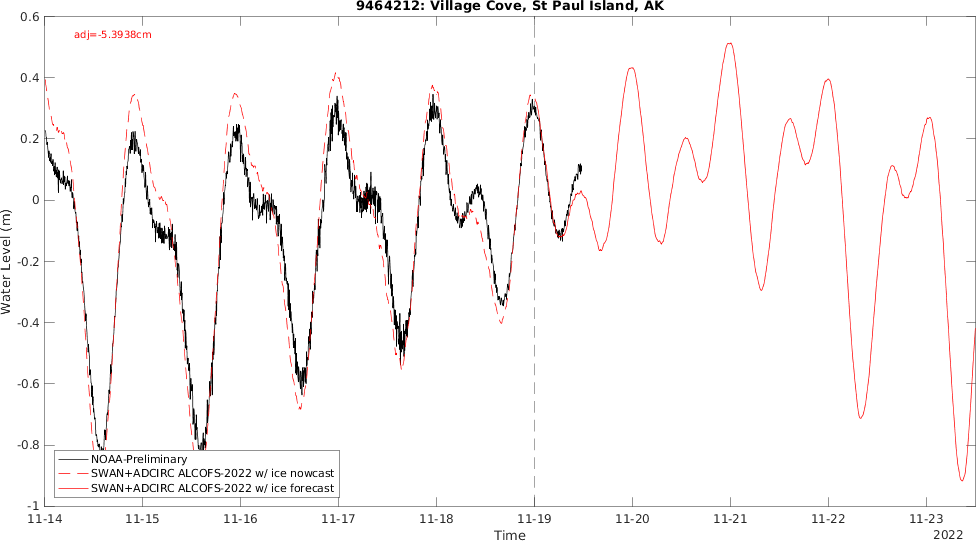 9464212: Village Cove, St Paul Island, AK
adj=-5.3938cm
Water Level (m)
0.6
0.4
0.2
0
-0.2
-0.4
-0.6
-0.8
-1
NOAA-Preliminary
SWAN+ADCIRC ALCOFS-2022 w/ ice nowcast
SWAN+ADCIRC ALCOFS-2022 w/ ice forecast
11-14 11-15 11-16 11-17 11-18 11-19 11-20 11-21 11-22 11-23
Time
2022